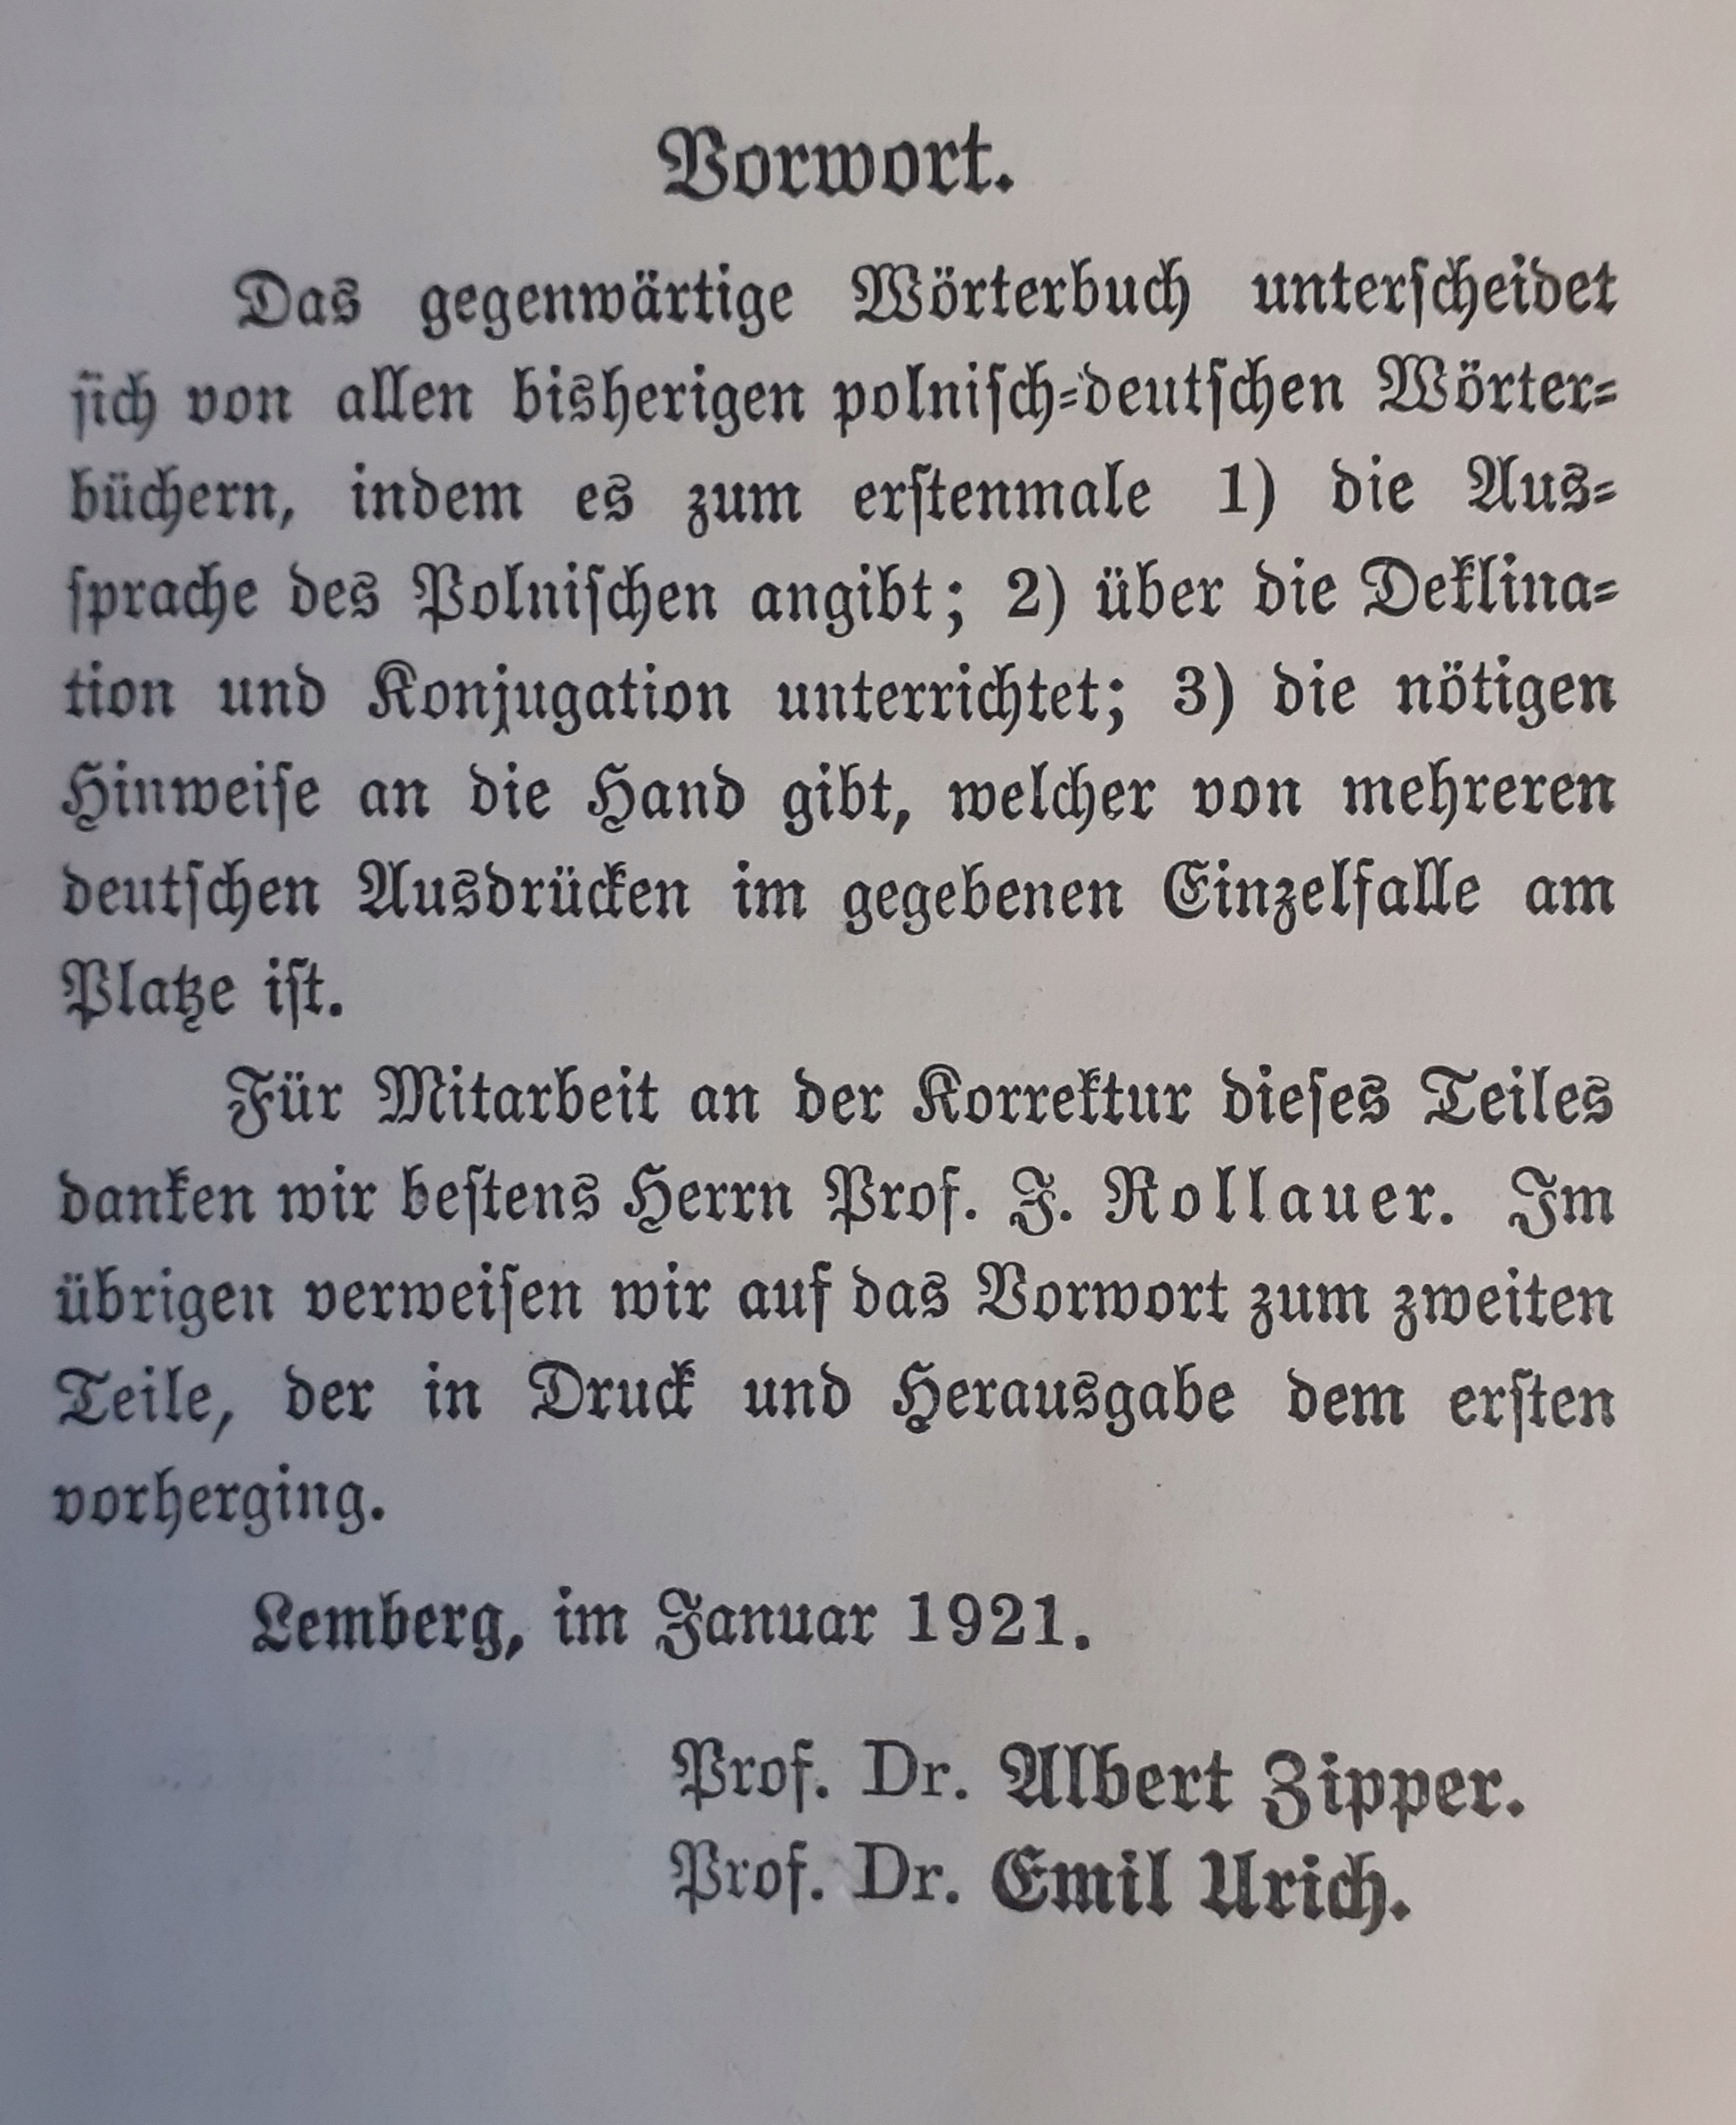 Vorwort.
Das gegenwärtige Wörterbuch unterscheidet
sich von allen bisherigen polnisch-deutschen Wörter-
büchern, indem es zum erstenmale 1) die Aus-
sprache des Polnischen angibt; 2) über die Deklina-
tion und Konjugation unterrichtet; 3) die nötigen
Hinweise an die Hand gibt, welcher von mehreren
deutschen Ausdrücken im gegebenen Einzelfalle am
Platze ist.
Für Mitarbeit an der Korrektur dieses Teiles
danken wir bestens Herrn Prof. J. Rollauer. Im
übrigen verweisen wir auf das Vorwort zum zweiten
Teile, der in Druck und Herausgabe dem ersten
vorherging.
Lemberg, im Januar 1921.
Prof. Dr. Albert Zipper.
Prof. Dr. Emil Urich.